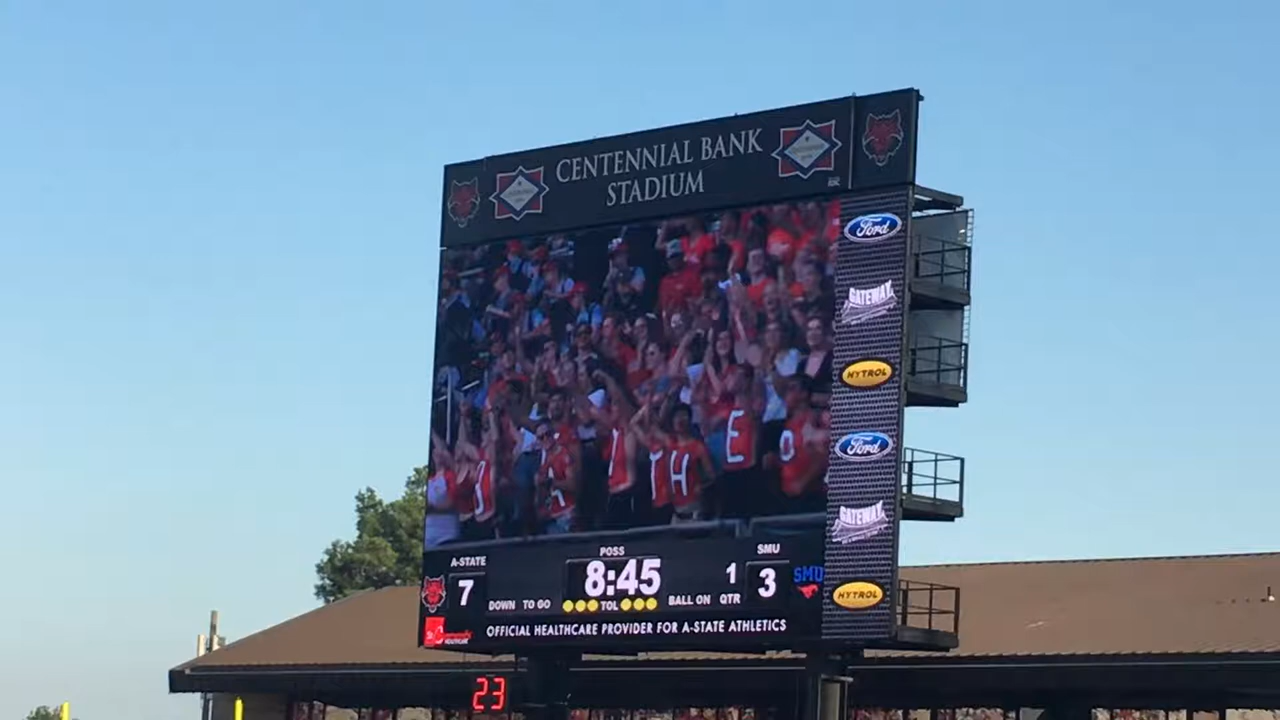 CENTENNIAL BANK
STADIUM
Ford
GATEWAY
HYTROL
Ford
GATEWAY
HYTROL
THE
A-STATE
POSS
SMU
7
8:45
1
3
SMU
DOWN TO GO
TOL
BALL ON QTR
OFFICIAL HEALTHCARE PROVIDER FOR A-STATE ATHLETICS
23